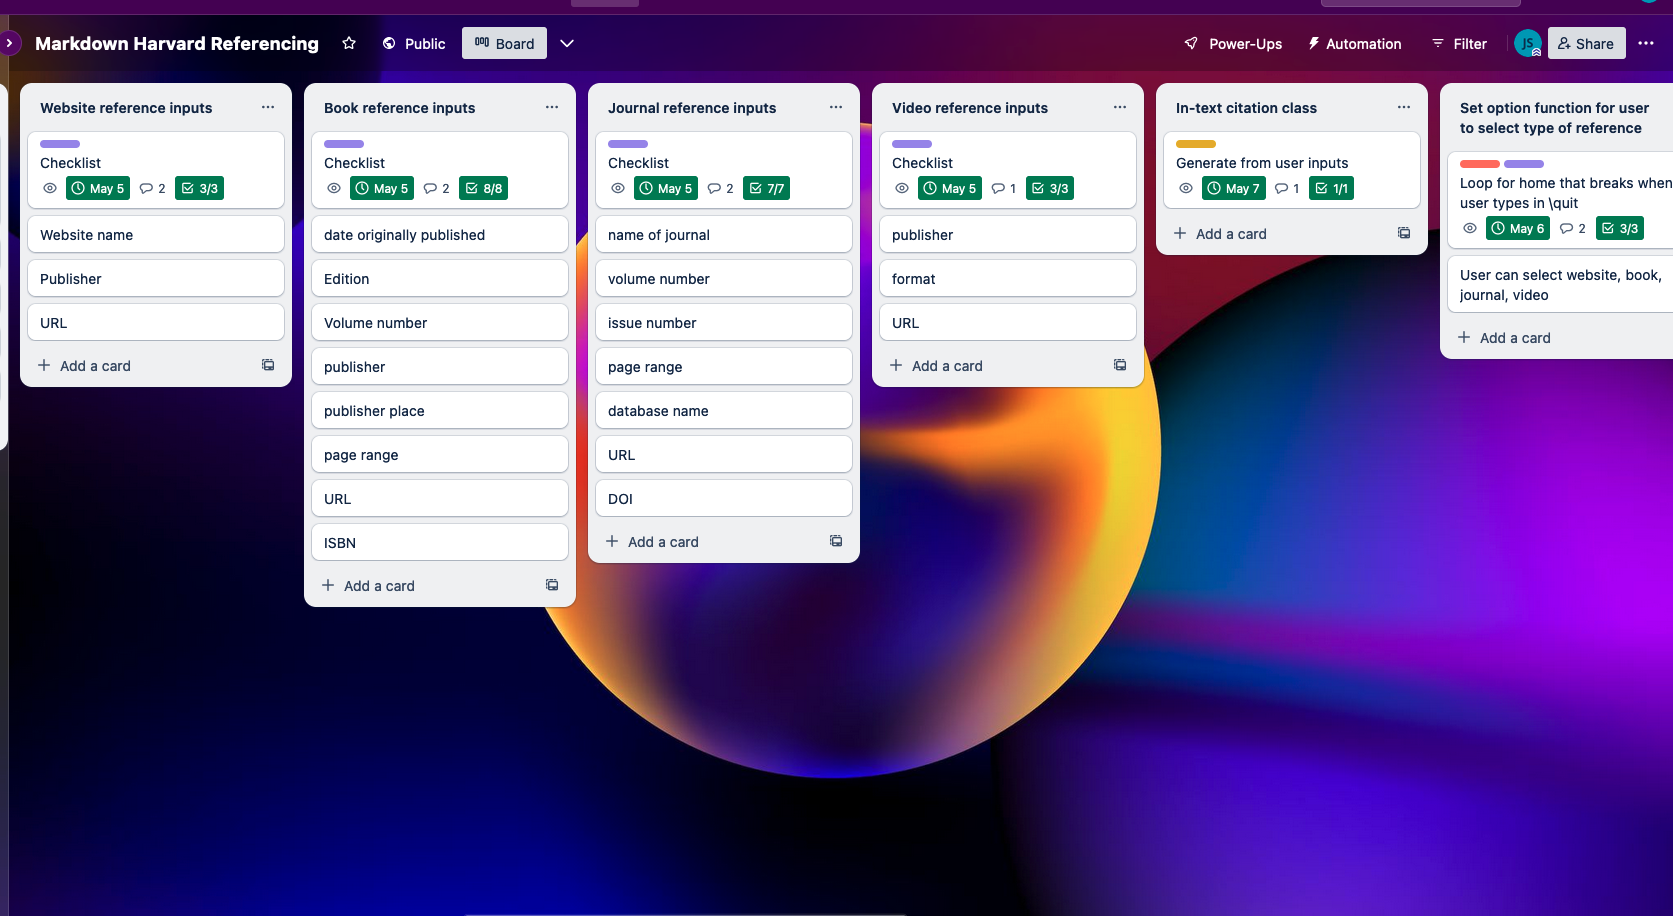 Markdown Harvard Referencing
Public
Board
Power-Ups
Automation
Filter
JS
Share
Website reference inputs
Checklist
May 5
2
3/3
Website name
Publisher
URL
Add a card
Book reference inputs
Checklist
May 5
2
8/8
date originally published
Edition
Volume number
publisher
publisher place
page range
URL
ISBN
Add a card
Journal reference inputs
Checklist
May 5
2
7/7
name of journal
volume number
issue number
page range
database name
URL
DOI
Add a card
Video reference inputs
Checklist
May 5
1
3/3
publisher
format
URL
Add a card
In-text citation class
Generate from user inputs
May 7
1
1/1
Add a card
Set option function for user
to select type of reference
Loop for home that breaks when
user types in \quit
May 6
2
3/3
User can select website, book,
journal, video
Add a card